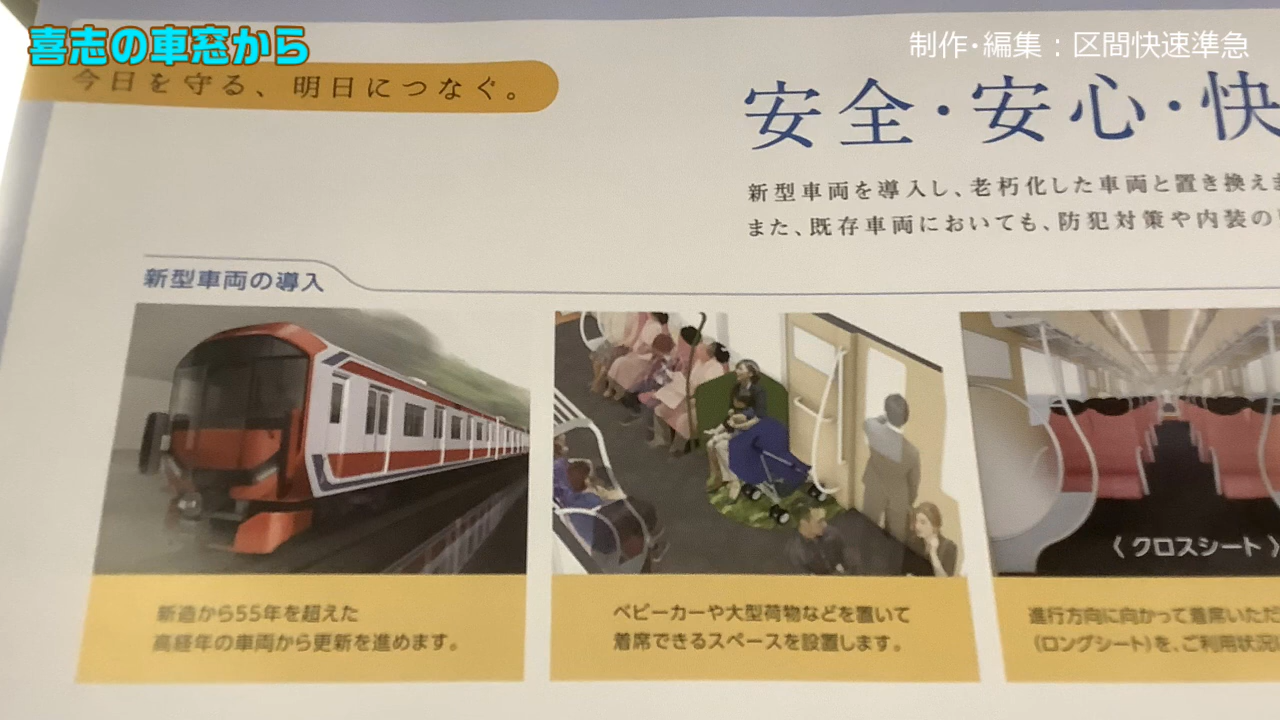 喜志の車窓から
制作・編集：区間快速準急
今日を守る、明日につなぐ。
安全・安心・快
新型車両を導入し、老朽化した車両と置き換えま
また、既存車両においても、防犯対策や内装の
新型車両の導入
〈 クロスシート 〉
新造から55年を超えた
高経年の車両から更新を進めます。
ベビーカーや大型荷物などを置いて
着席できるスペースを設置します。
進行方向に向かって着席いただ
（ロングシート）を、ご利用状況